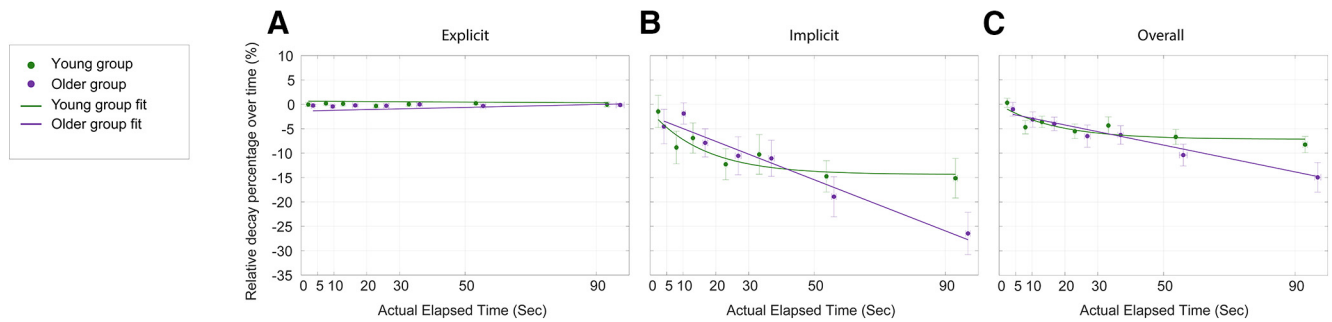 Young group
Older group
Young group fit
Older group fit
A
Explicit
B
Implicit
C
Overall
Relative decay percentage over time (%)
10
5
0
-5
-10
-15
-20
-25
-30
-35
0 5 10 20 30 50 90
0 5 10 20 30 50 90
0 5 10 20 30 50 90
Actual Elapsed Time (Sec)
Actual Elapsed Time (Sec)
Actual Elapsed Time (Sec)